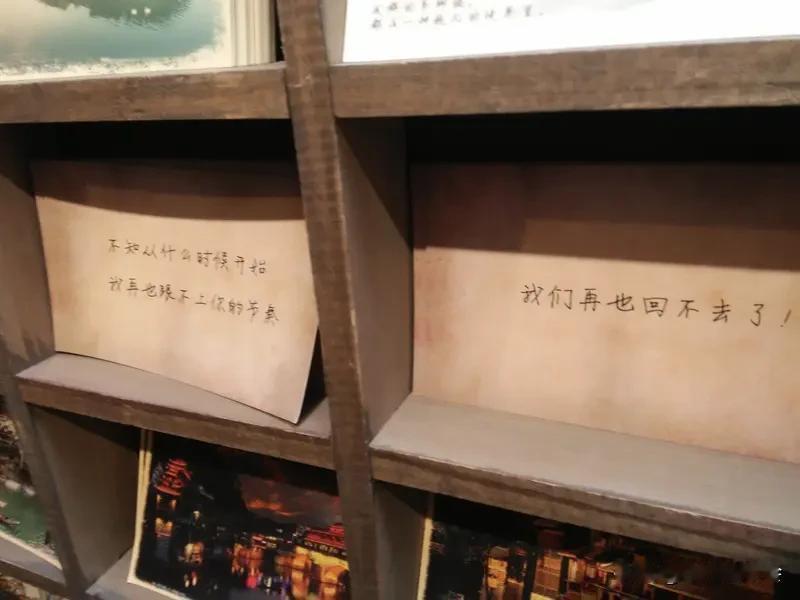 不知从什么时候开始
我再也跟不上你的节奏
我们再也回不去了！